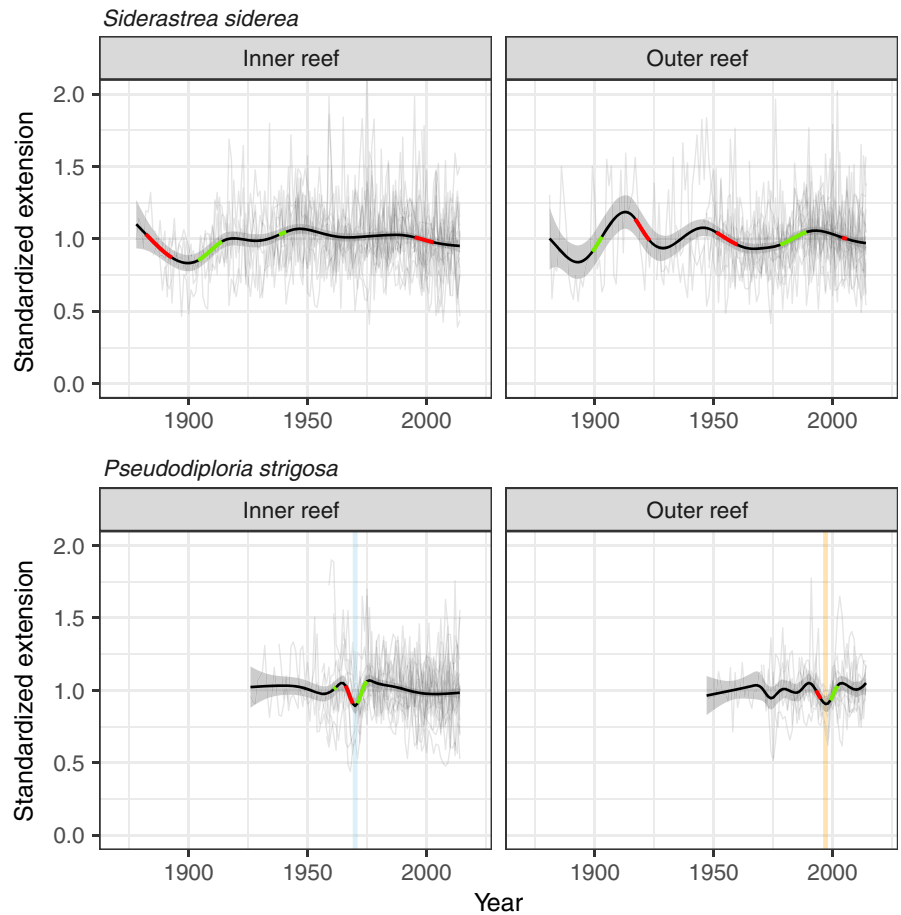 Siderastrea siderea
Inner reef
Outer reef
Standardized extension
2.0
1.5
1.0
0.5
0.0
1900 1950 2000
1900 1950 2000
Pseudodiploria strigosa
Inner reef
Outer reef
Standardized extension
2.0
1.5
1.0
0.5
0.0
1900 1950 2000
1900 1950 2000
Year